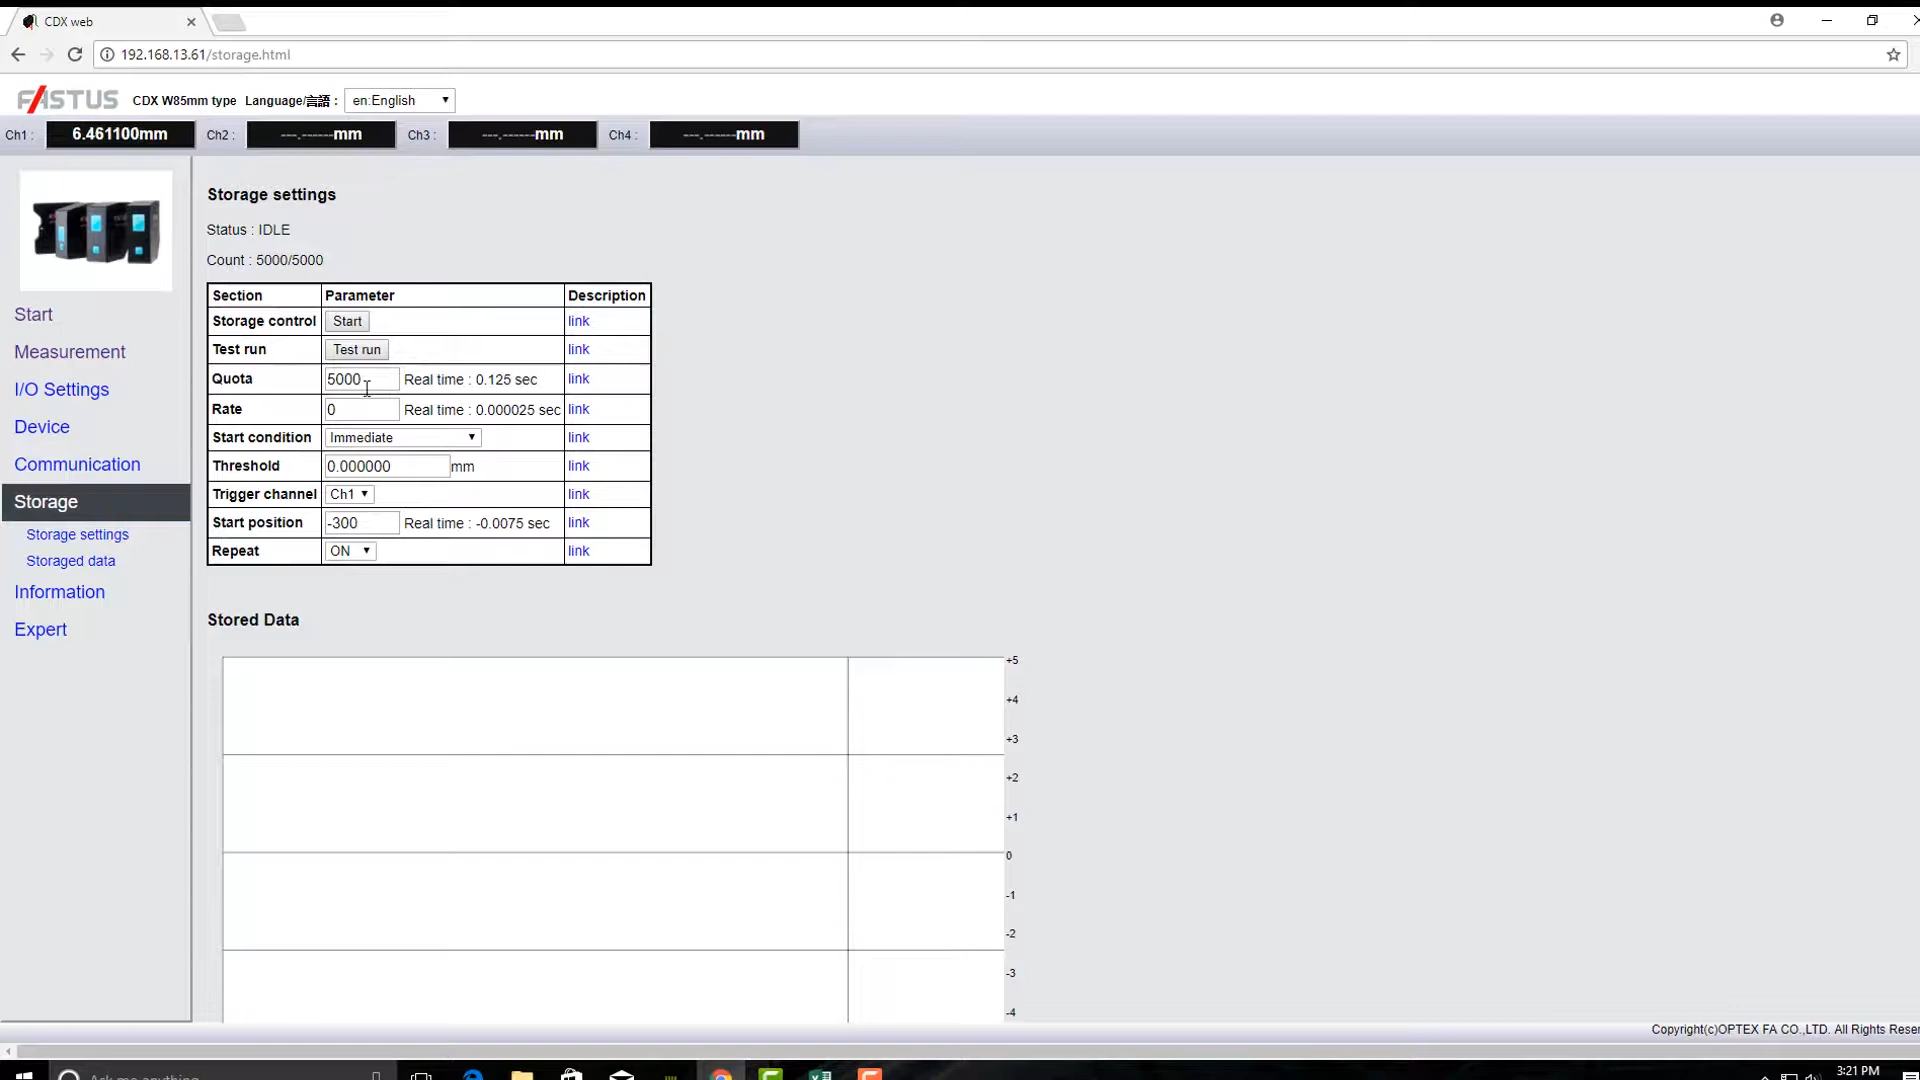 CDX web
192.168.13.61/storage.html
FASTUS CDX W85mm type Language/言語 : en:English
Ch1 : 6.461100mm Ch2 : ---.------mm Ch3 : ---.------mm Ch4 : ---.------mm
Storage settings
Status : IDLE
Count : 5000/5000
Section Parameter Description
Storage control Start link
Test run Test run link
Quota 5000 Real time : 0.125 sec link
Rate 0 Real time : 0.000025 sec link
Start condition Immediate link
Threshold 0.000000 mm link
Trigger channel Ch1 link
Start position -300 Real time : -0.0075 sec link
Repeat ON link
Start
Measurement
I/O Settings
Device
Communication
Storage
Storage settings
Storaged data
Information
Expert
Stored Data
+5
+4
+3
+2
+1
0
-1
-2
-3
-4
Copyright(c)OPTEX FA CO.,LTD. All Rights Rese
Ask me anything
3:21 PM